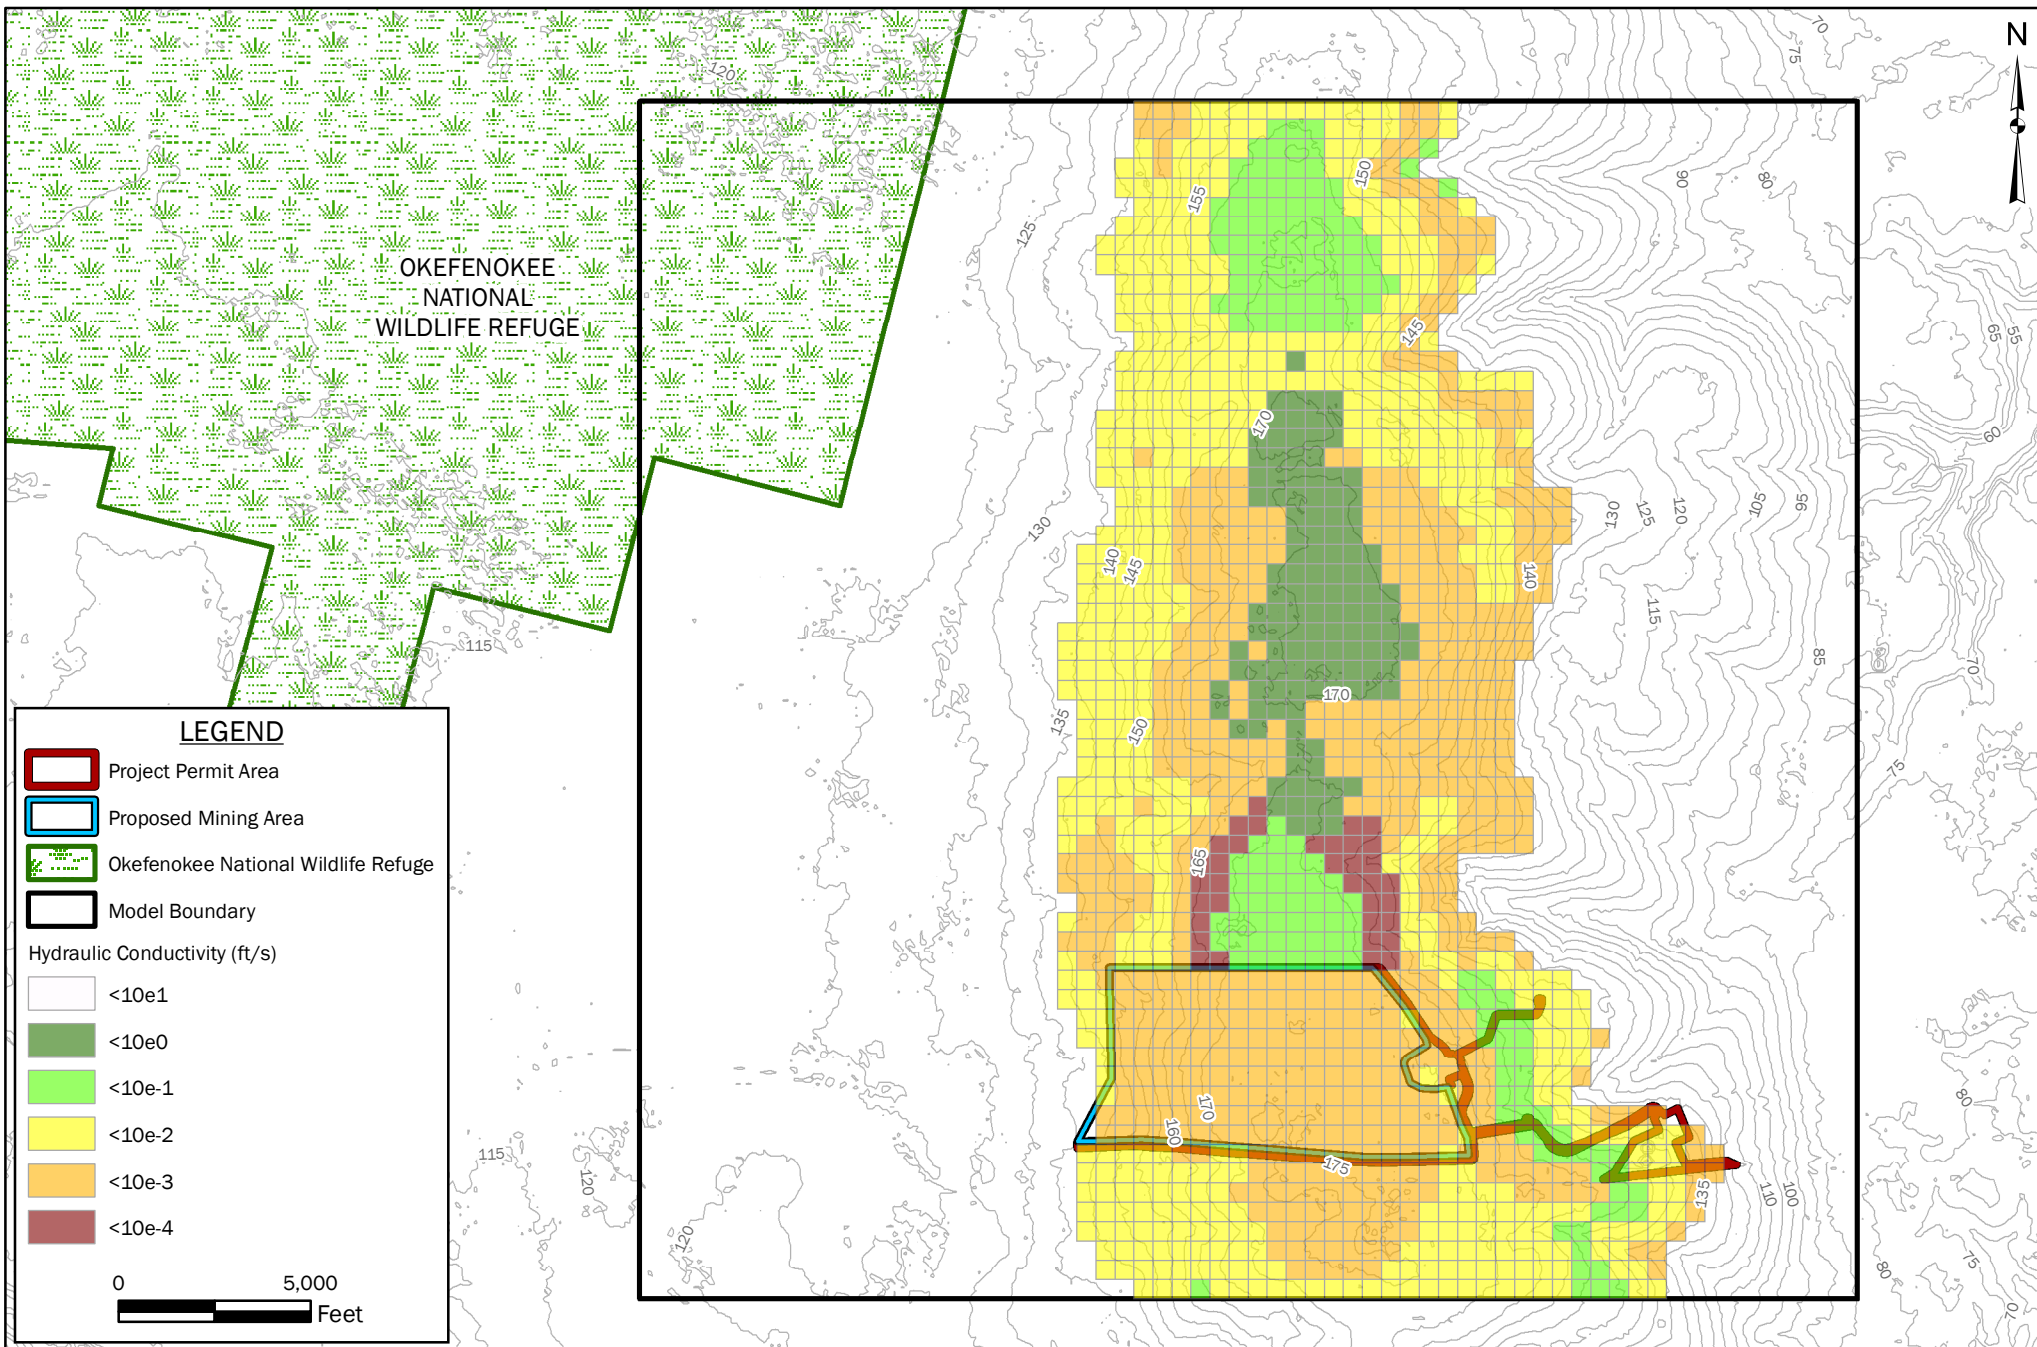 N
70
75
120
OKEFENOKEE
NATIONAL
WILDLIFE REFUGE
155
150
90
80
125
145
65
55
170
60
130
140
145
130
125
120
105
95
140
115
115
170
85
70
135
150
75
165
170
160
175
80
115
120
120
135
110
100
75
80
70
LEGEND
Project Permit Area
Proposed Mining Area
Okefenokee National Wildlife Refuge
Model Boundary
Hydraulic Conductivity (ft/s)
<10e1
<10e0
<10e-1
<10e-2
<10e-3
<10e-4
0 5,000
Feet